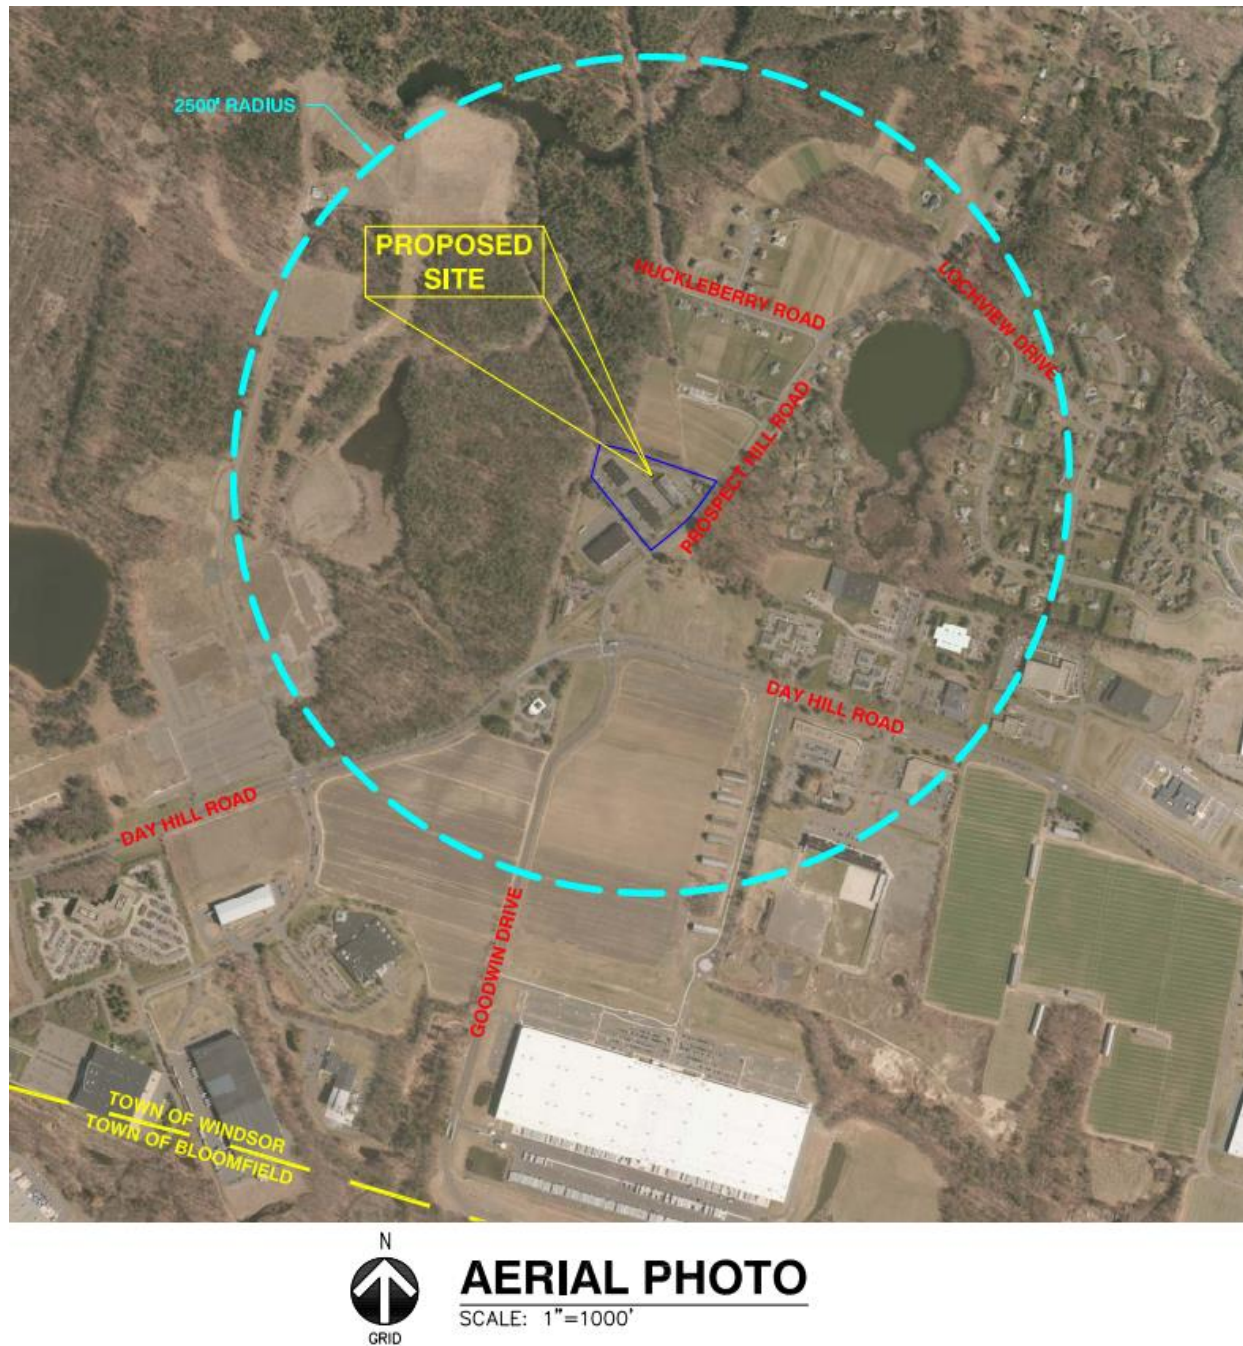 2500' RADIUS
PROPOSED
SITE
HUCKLEBERRY ROAD
LOCHVIEW DRIVE
PROSPECT HILL ROAD
DAY HILL ROAD
DAY HILL ROAD
GOODWIN DRIVE
TOWN OF WINDSOR
TOWN OF BLOOMFIELD
N
GRID
AERIAL PHOTO
SCALE: 1"=1000'